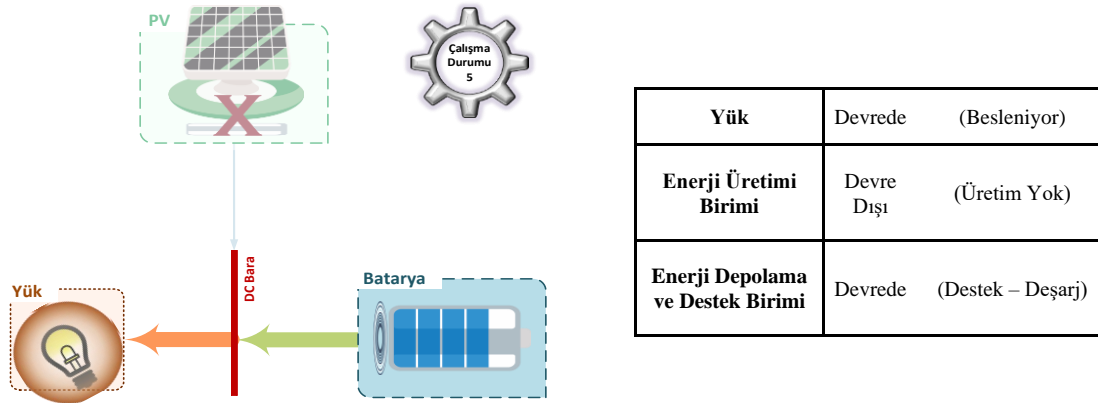 PV
Çalışma
Durumu
5
DC Bara
Yük
Batarya
Yük Devrede (Besleniyor)
Enerji Üretimi
Birimi
Devre
Dışı
(Üretim Yok)
Enerji Depolama
ve Destek Birimi
Devrede (Destek – Deşarj)